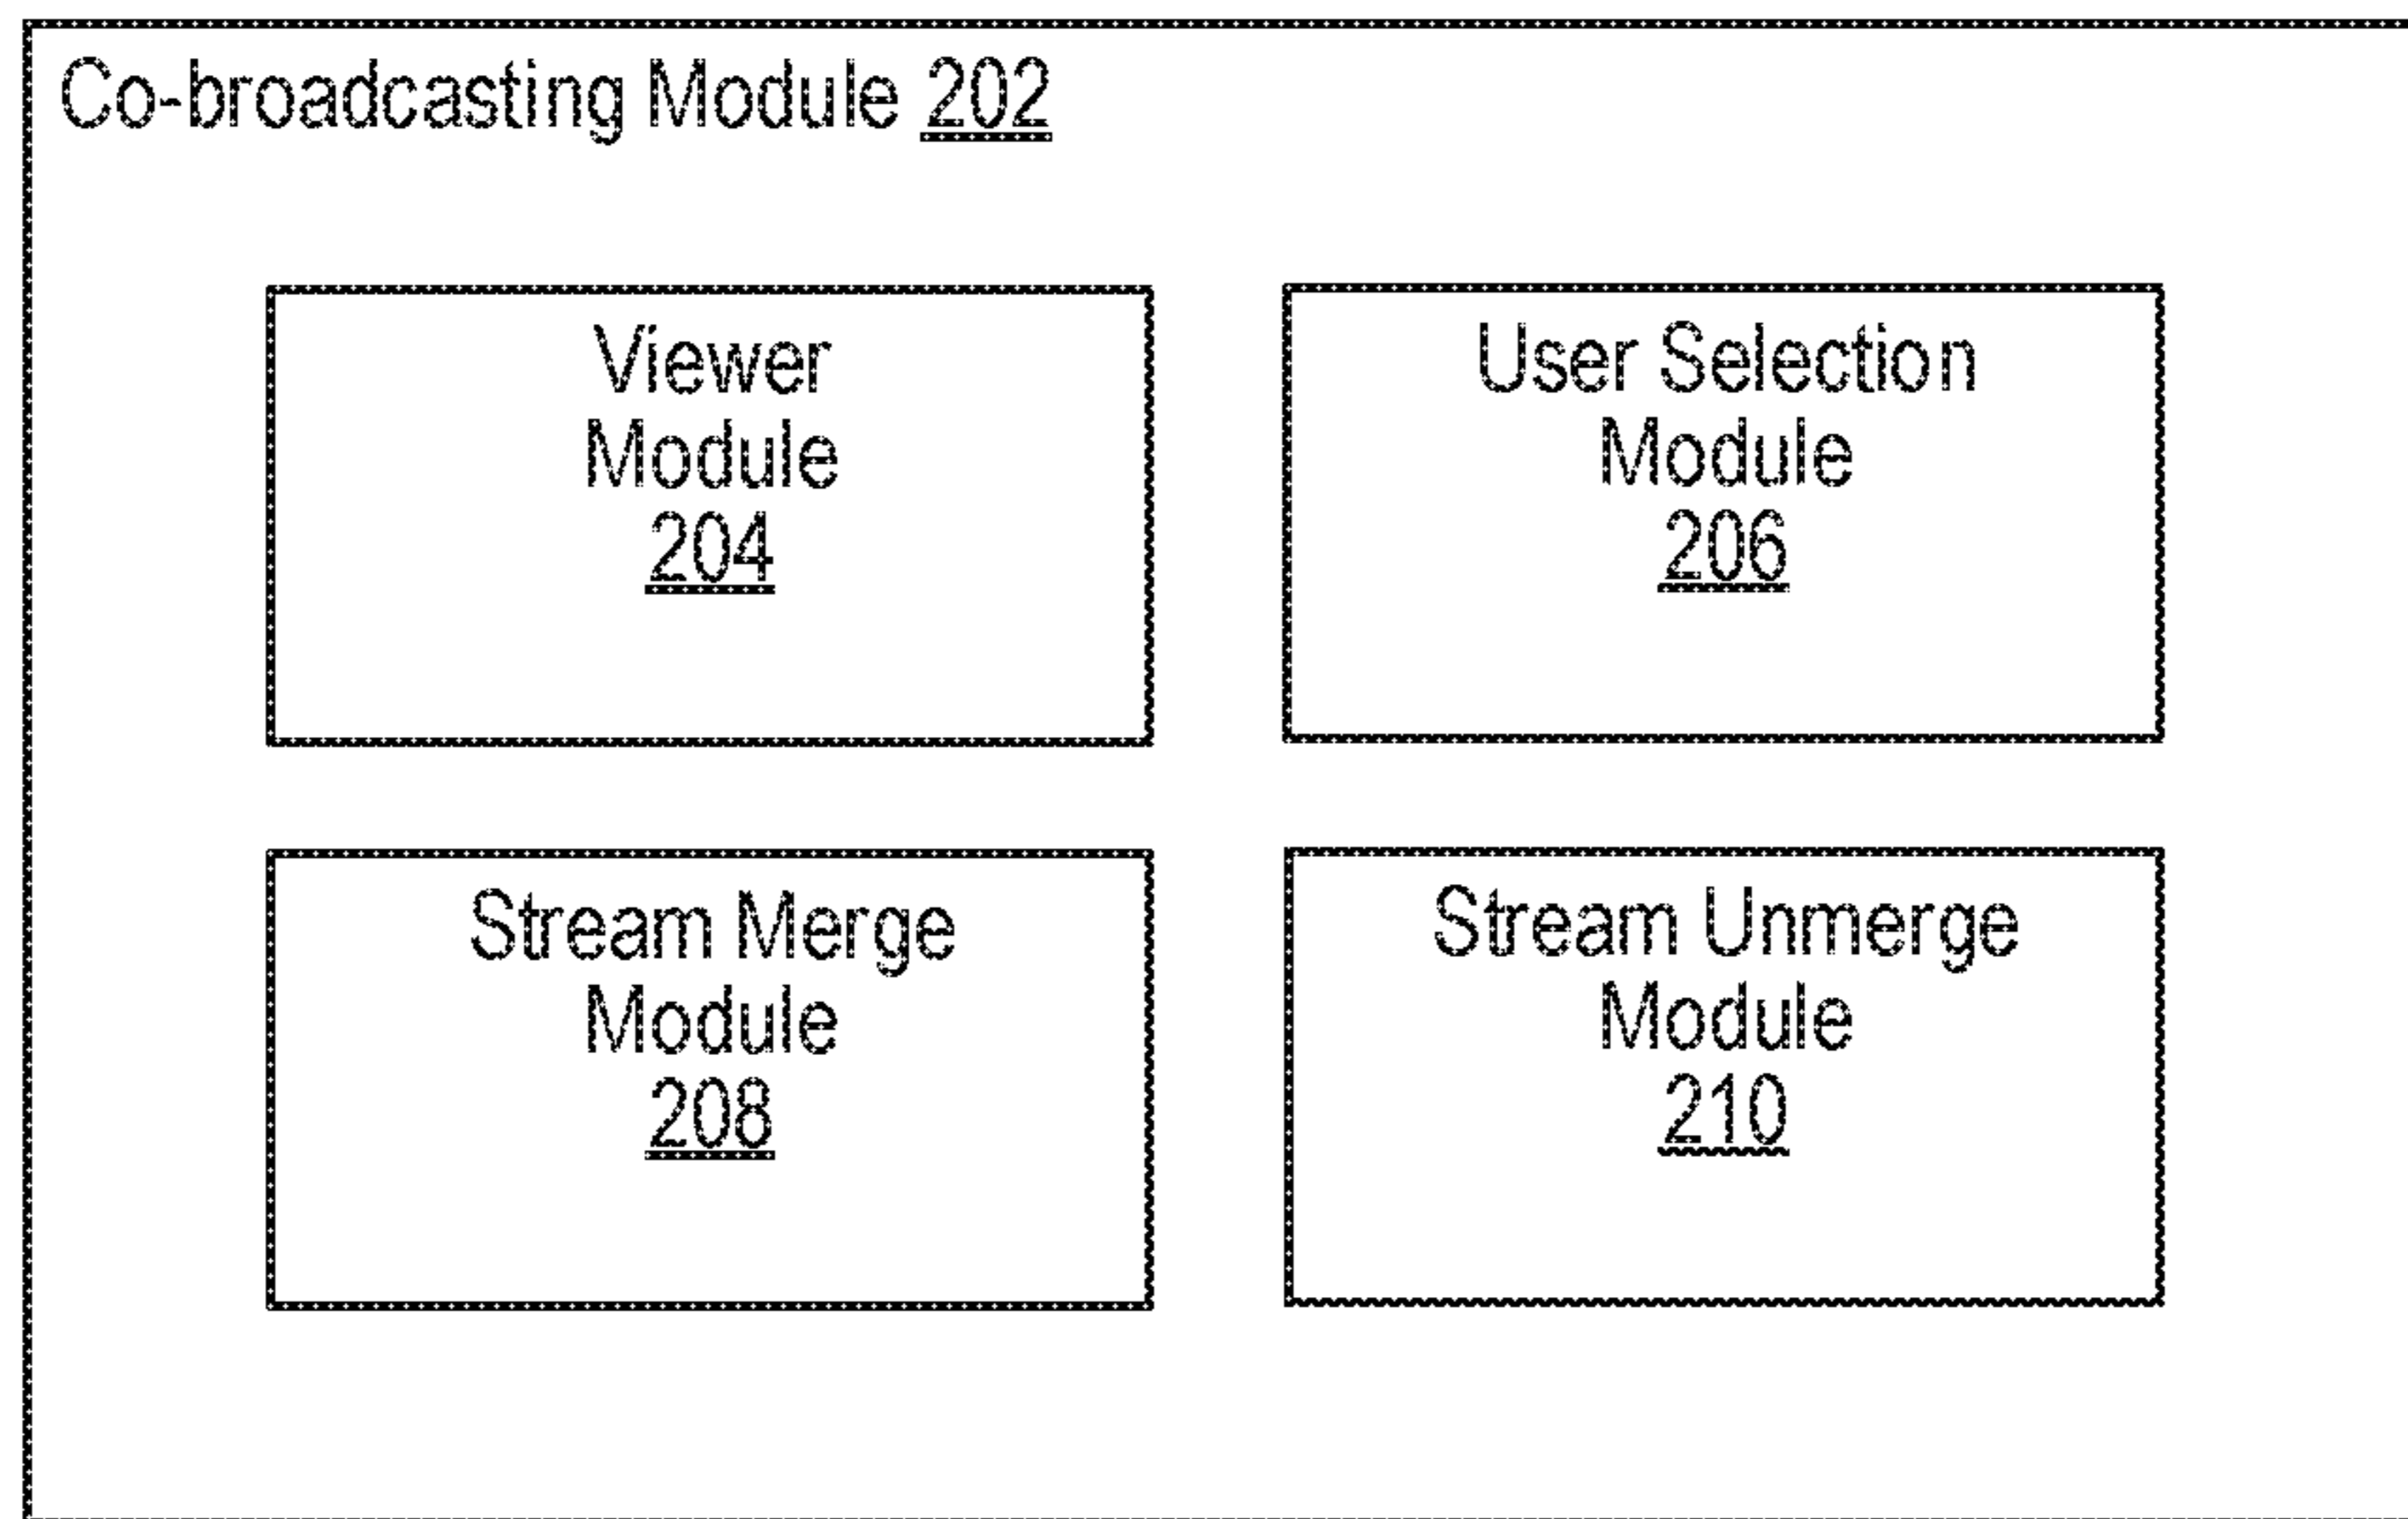 Co-broadcasting Module 202
Viewer
Module
204
User Selection
Module
206
Stream Merge
Module
208
Stream Unmerge
Module
210